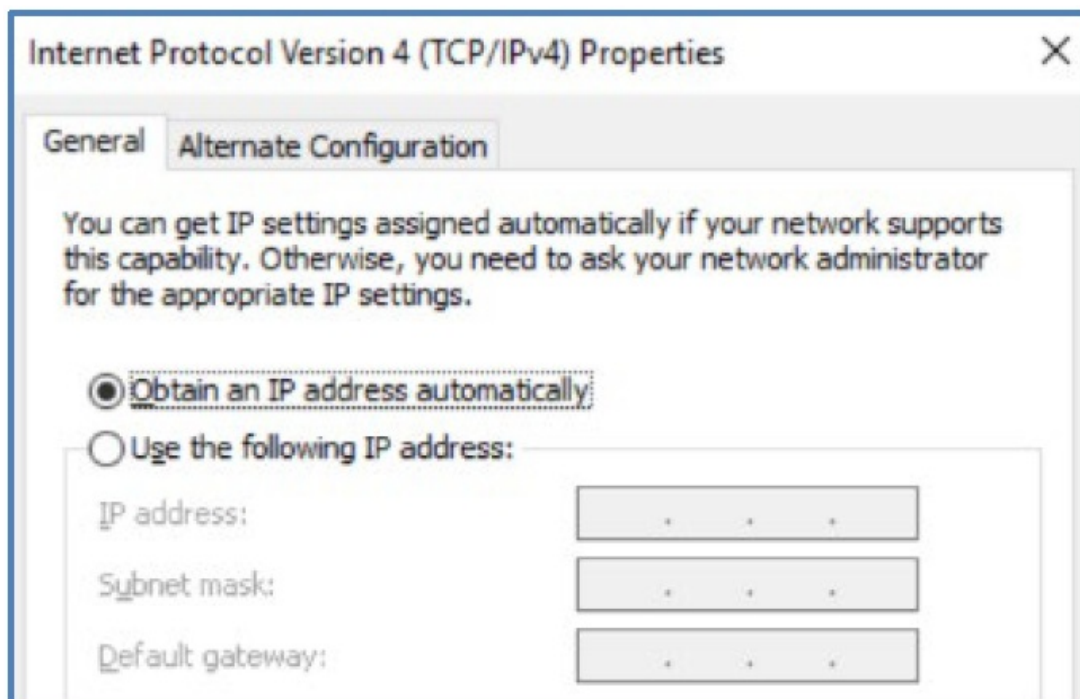 Internet Protocol Version 4 (TCP/IPv4) Properties
General
Alternate Configuration
You can get IP settings assigned automatically if your network supports
this capability. Otherwise, you need to ask your network administrator
for the appropriate IP settings.
Obtain an IP address automatically
Use the following IP address:
IP address:
Subnet mask:
Default gateway: